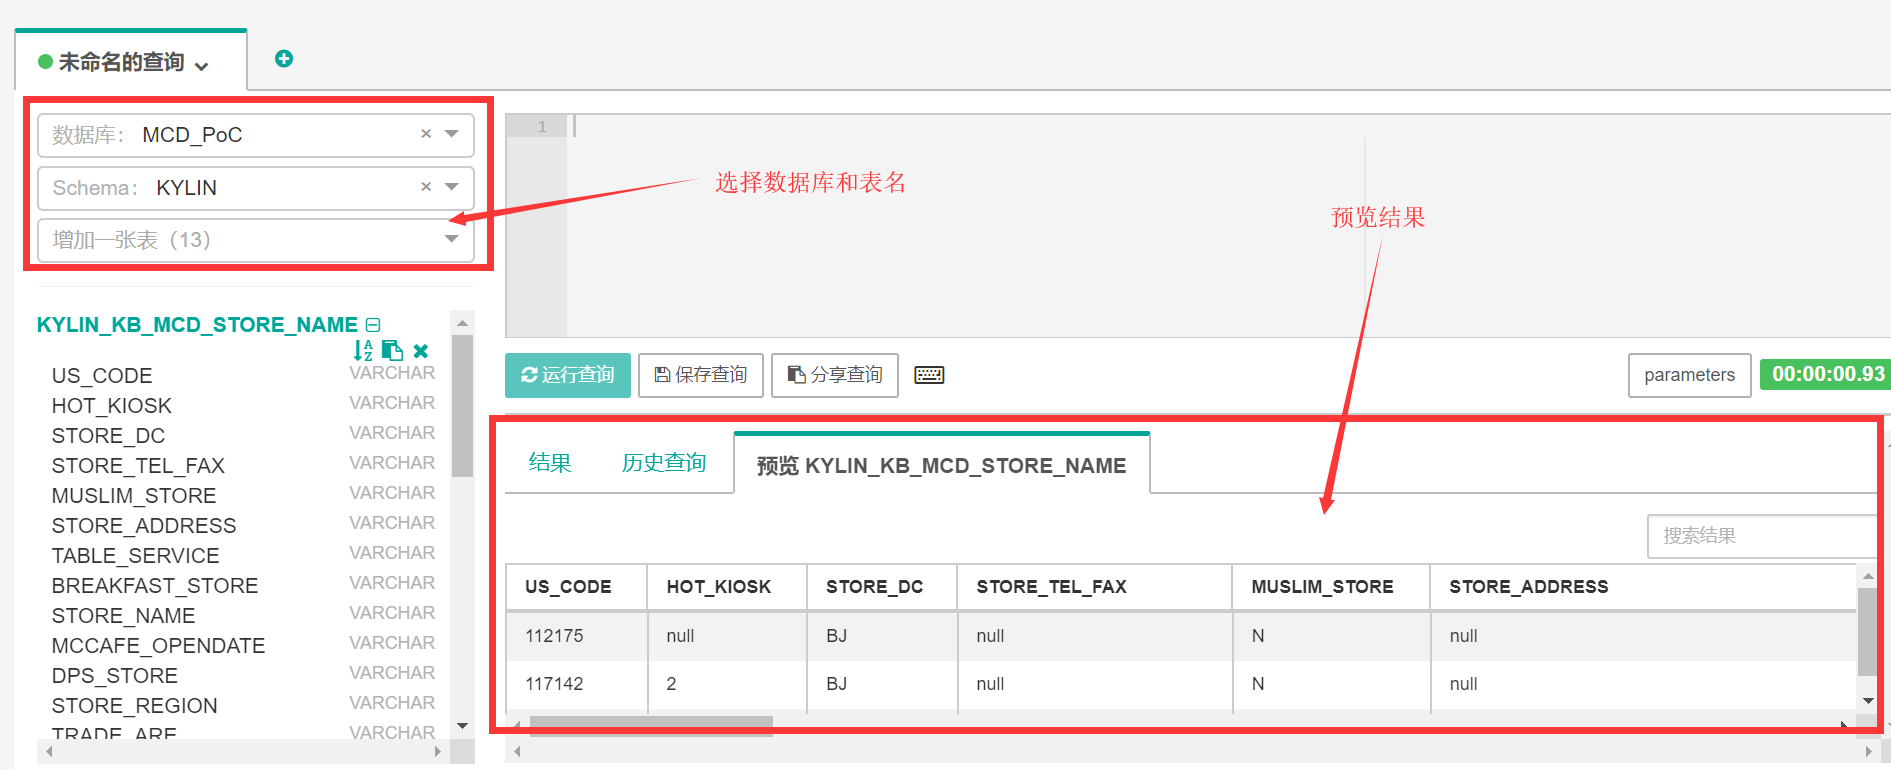 未命名的查询
数据库： MCD_PoC × 
Schema： KYLIN ×
增加一张表（13）
选择数据库和表名
预览结果
1
KYLIN_KB_MCD_STORE_NAME
US_CODE VARCHAR
HOT_KIOSK VARCHAR
STORE_DC VARCHAR
STORE_TEL_FAX VARCHAR
MUSLIM_STORE VARCHAR
STORE_ADDRESS VARCHAR
TABLE_SERVICE VARCHAR
BREAKFAST_STORE VARCHAR
STORE_NAME VARCHAR
MCCAFE_OPENDATE VARCHAR
DPS_STORE VARCHAR
STORE_REGION VARCHAR
TRADE_ARE VARCHAR
运行查询 保存查询 分享查询 parameters 00:00:00.93
结果 历史查询 预览 KYLIN_KB_MCD_STORE_NAME
搜索结果
US_CODE HOT_KIOSK STORE_DC STORE_TEL_FAX MUSLIM_STORE STORE_ADDRESS
112175 null BJ null N null
117142 2 BJ null N null